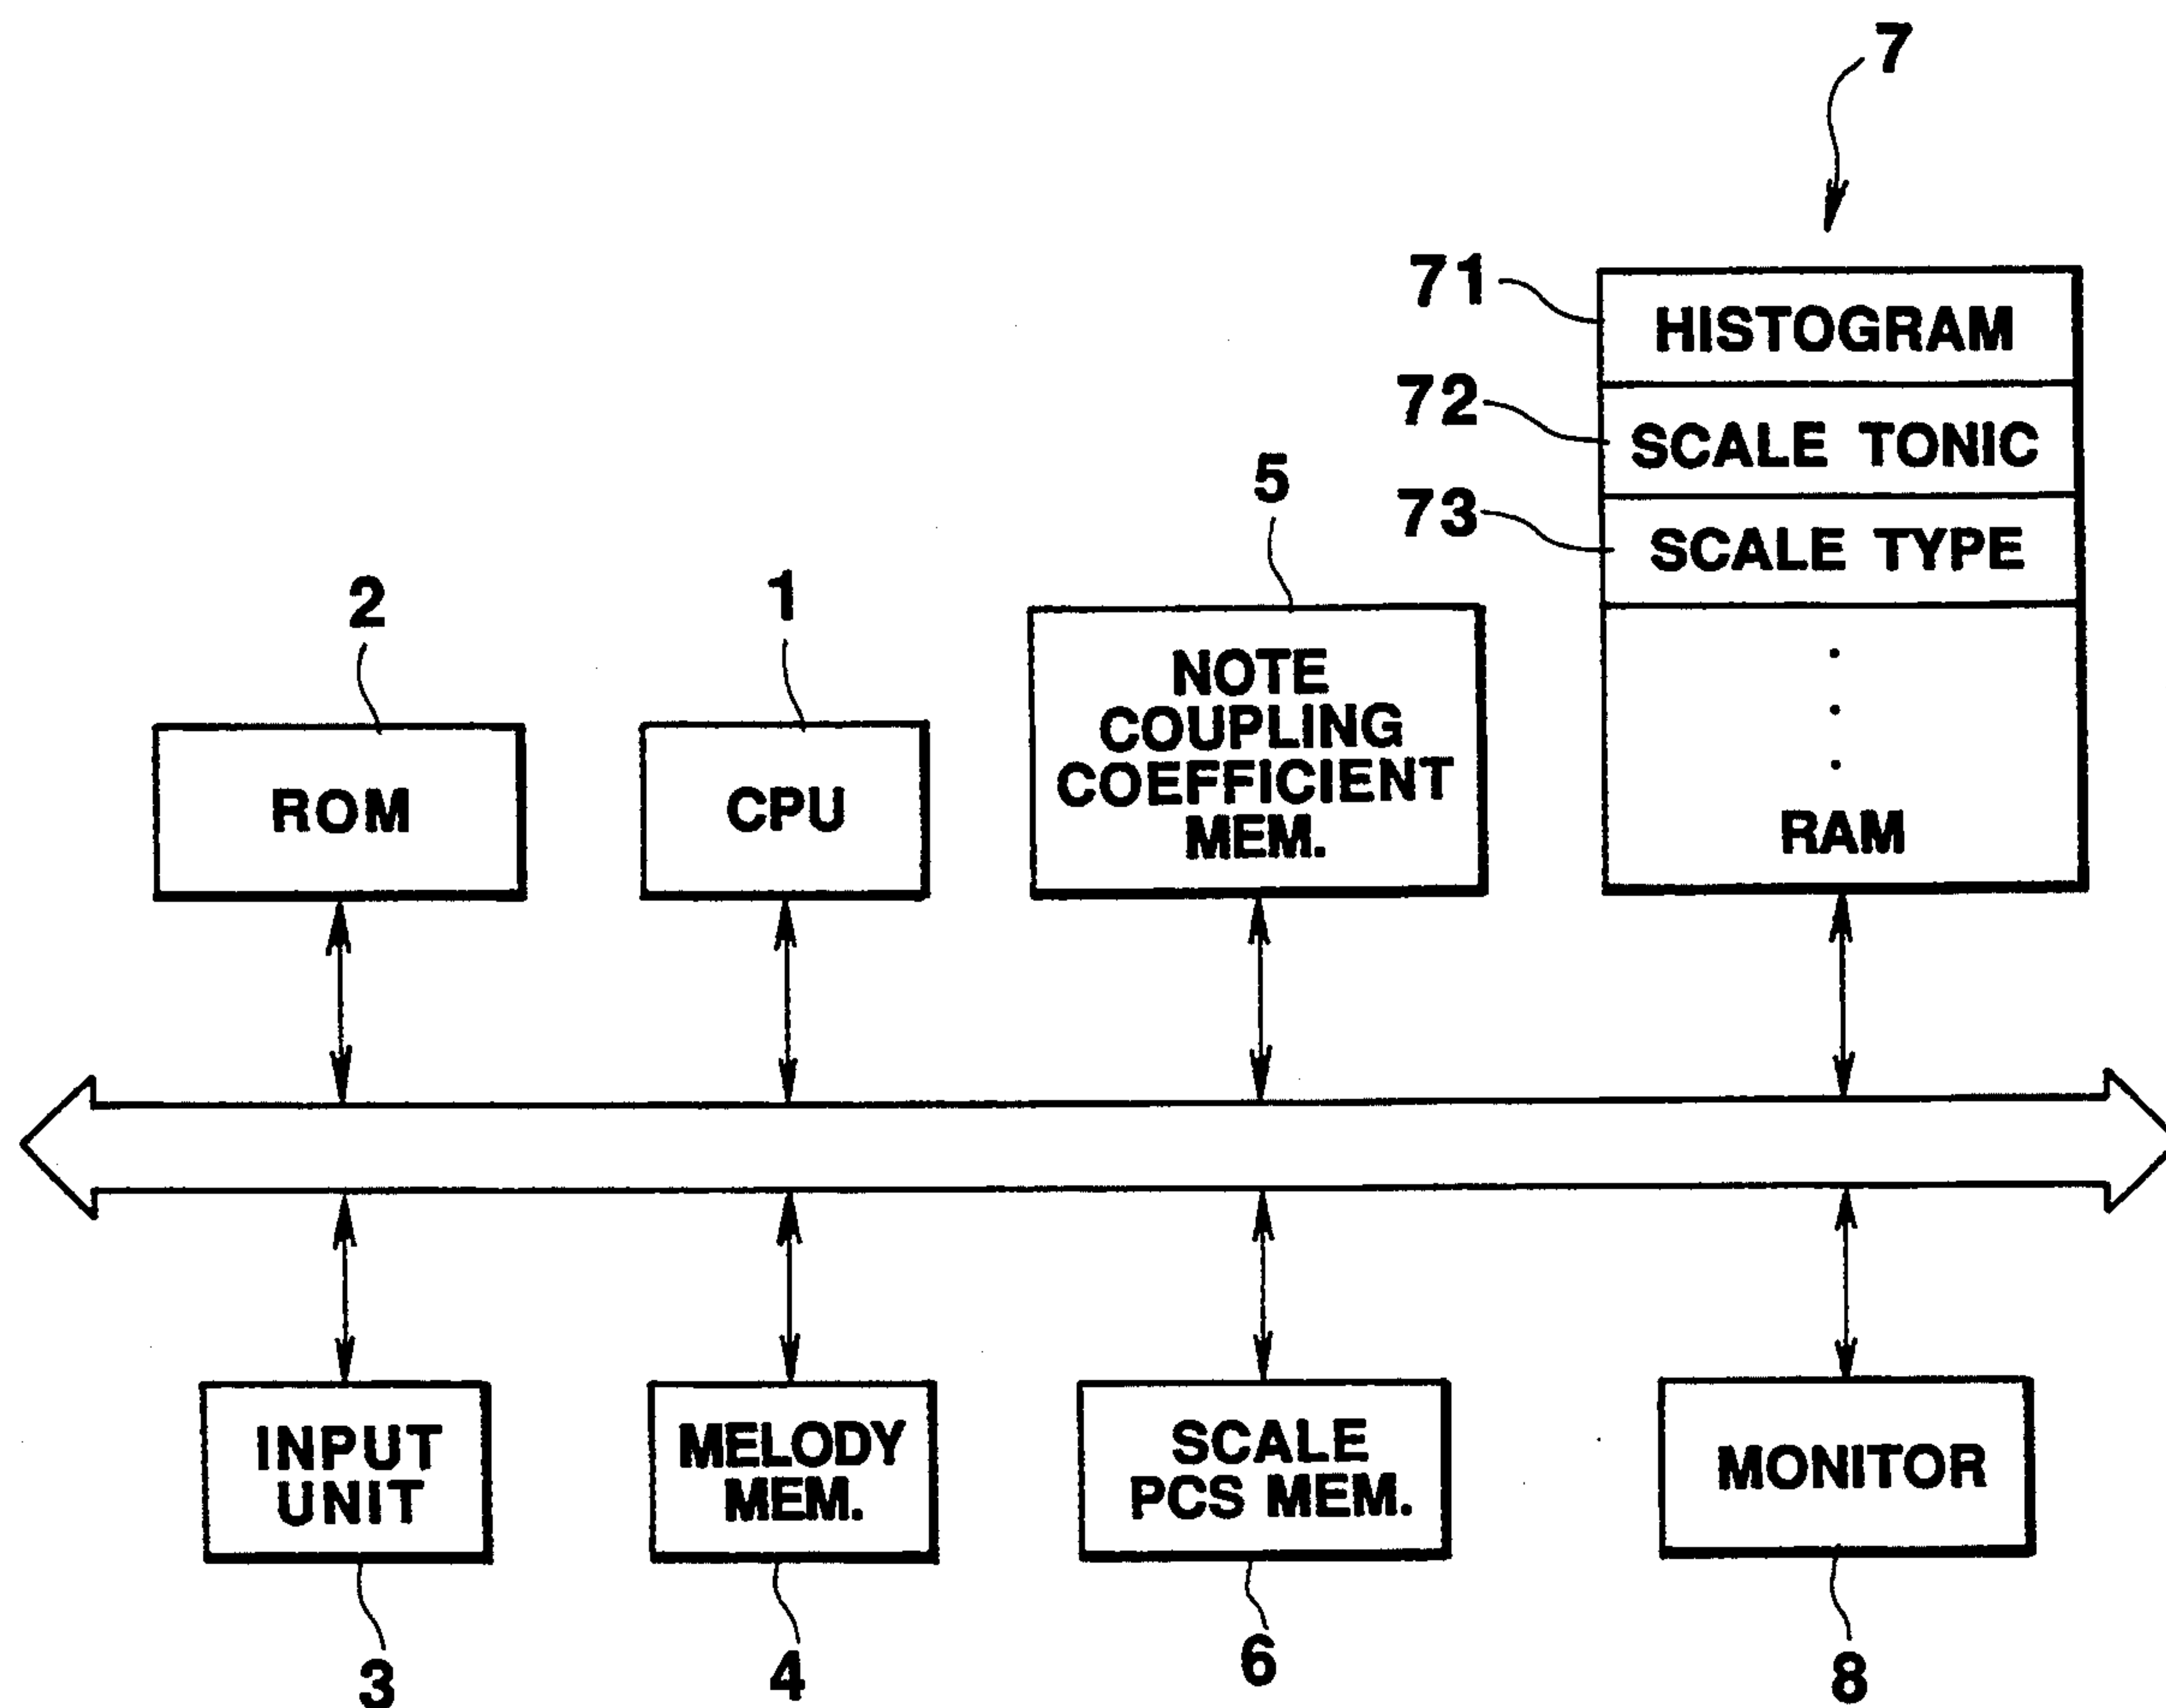 7
71
HISTOGRAM
72
SCALE TONIC
73
SCALE TYPE
RAM
5
NOTE
COUPLING
COEFFICIENT
MEM.
2
ROM
1
CPU
INPUT
UNIT
3
MELODY
MEM.
4
SCALE
PCS MEM.
6
MONITOR
8